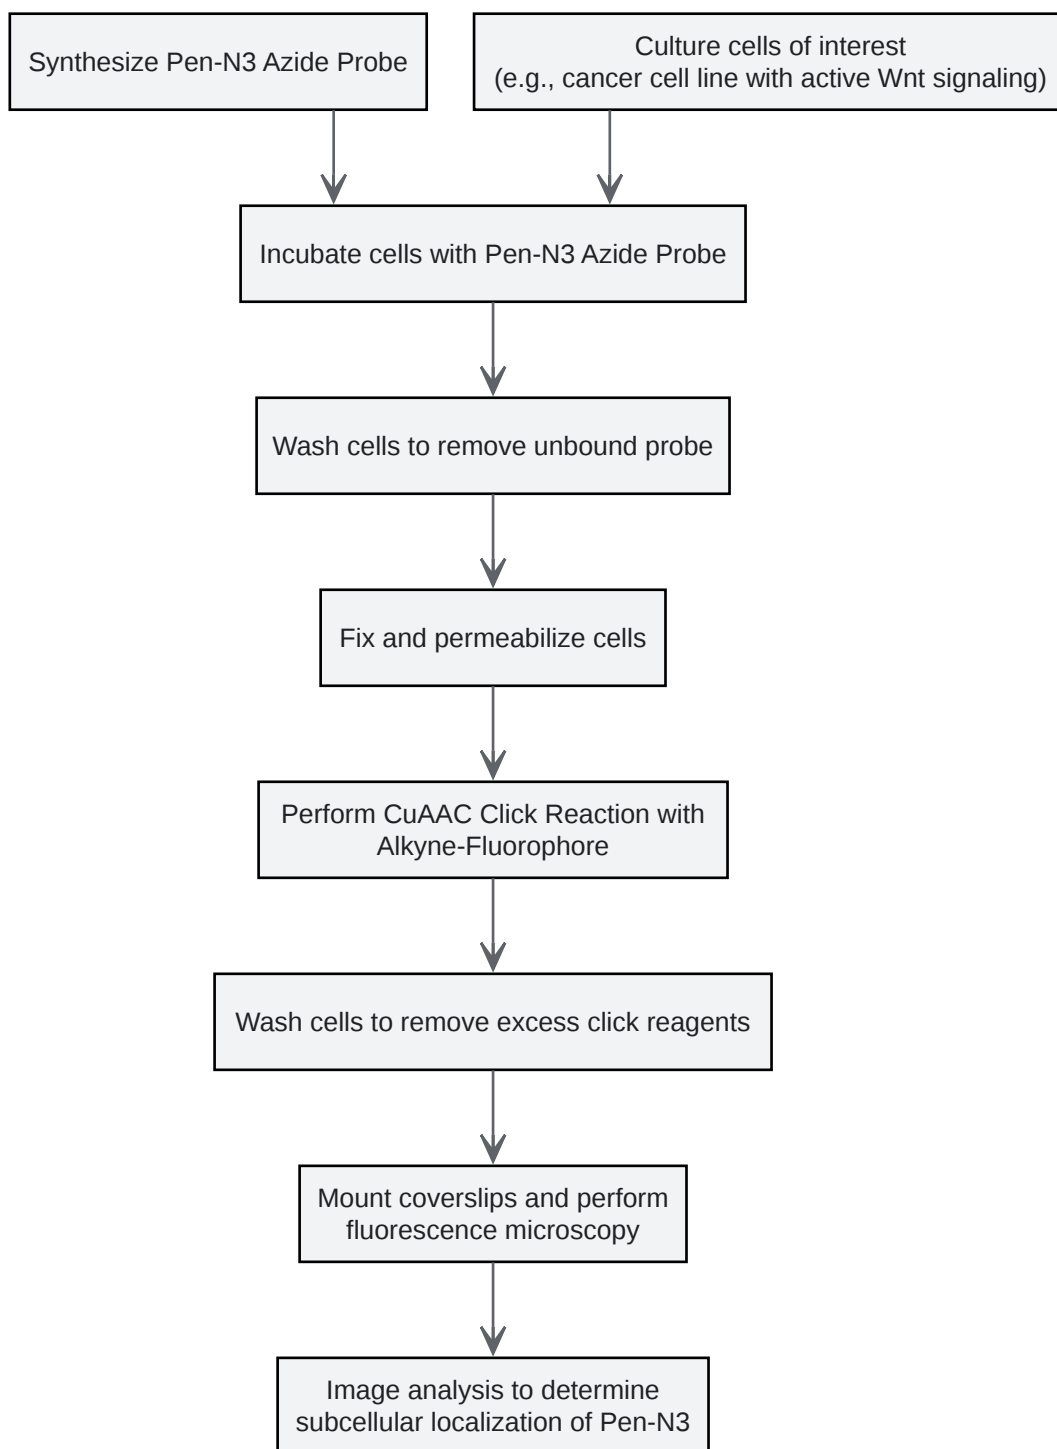 Synthesize Pen-N3 Azide Probe
Culture cells of interest
(e.g., cancer cell line with active Wnt signaling)
Incubate cells with Pen-N3 Azide Probe
Wash cells to remove unbound probe
Fix and permeabilize cells
Perform CuAAC Click Reaction with
Alkyne-Fluorophore
Wash cells to remove excess click reagents
Mount coverslips and perform
fluorescence microscopy
Image analysis to determine
subcellular localization of Pen-N3